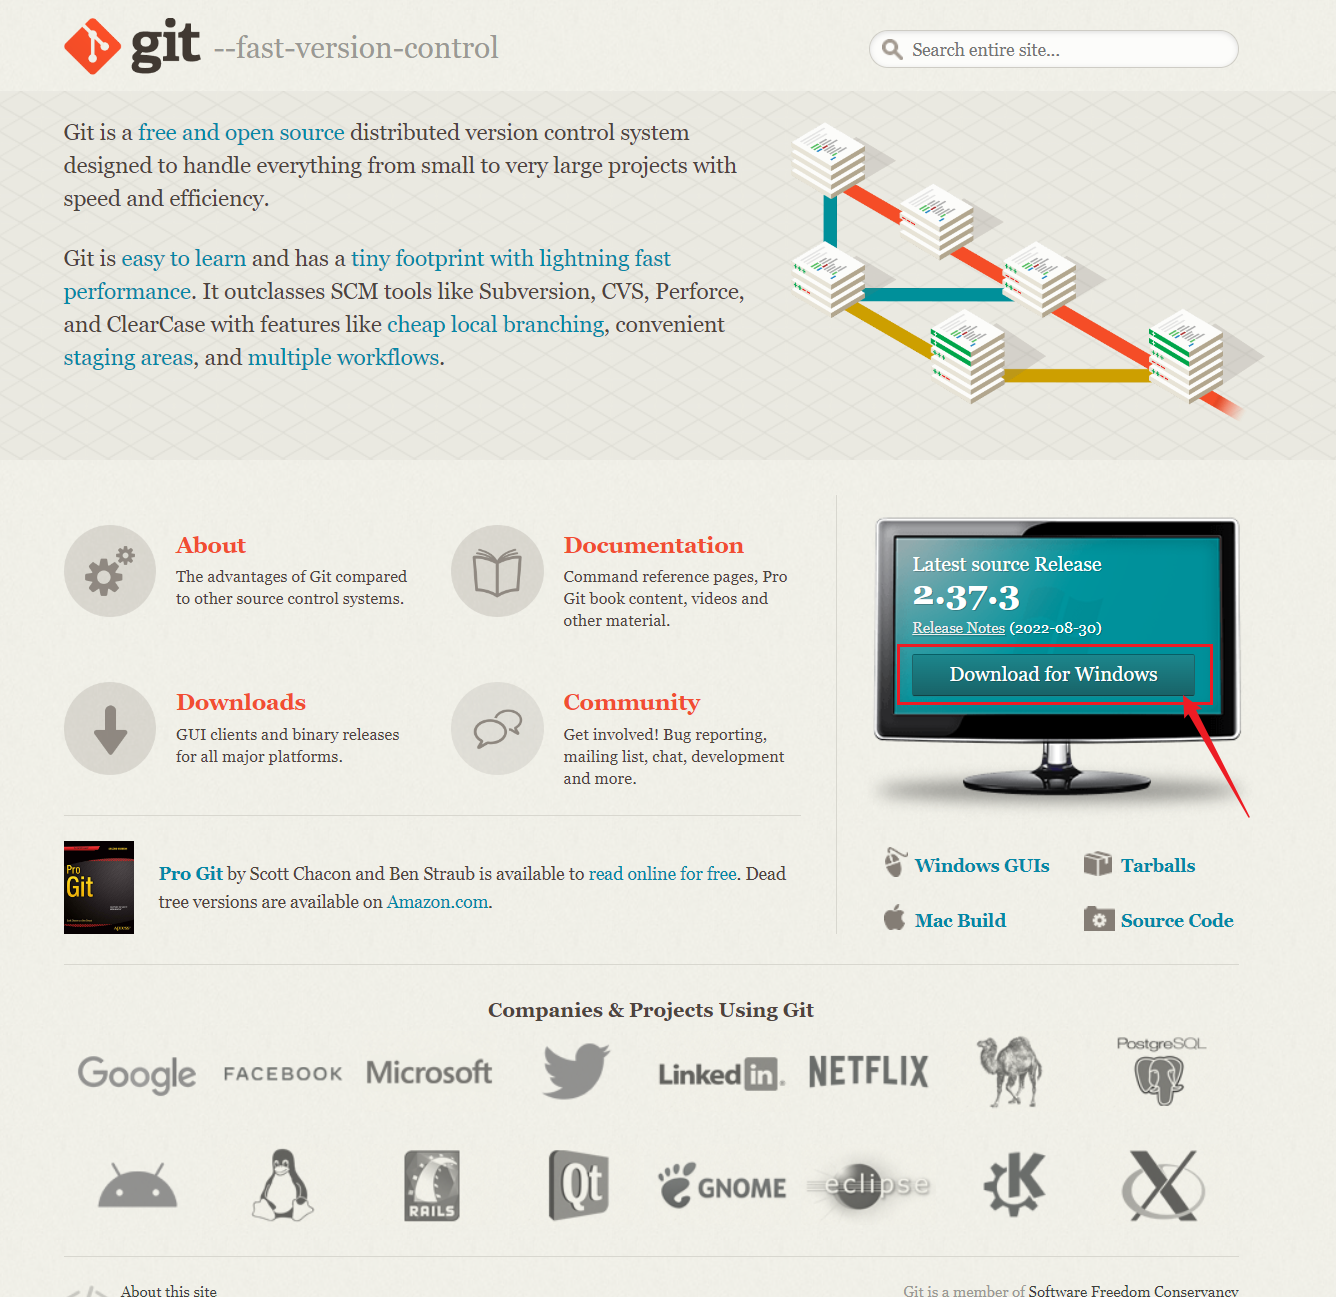 git --fast-version-control
Search entire site...
Git is a free and open source distributed version control system
designed to handle everything from small to very large projects with
speed and efficiency.
Git is easy to learn and has a tiny footprint with lightning fast
performance. It outclasses SCM tools like Subversion, CVS, Perforce,
and ClearCase with features like cheap local branching, convenient
staging areas, and multiple workflows.
About
The advantages of Git compared
to other source control systems.
Documentation
Command reference pages, Pro
Git book content, videos and
other material.
Downloads
GUI clients and binary releases
for all major platforms.
Community
Get involved! Bug reporting,
mailing list, chat, development
and more.
Pro
Git
Pro Git by Scott Chacon and Ben Straub is available to read online for free. Dead
tree versions are available on Amazon.com.
Latest source Release
2.37.3
Release Notes (2022-08-30)
Download for Windows
Windows GUIs
Tarballs
Mac Build
Source Code
Companies & Projects Using Git
Google FACEBOOK Microsoft Linked in. NETFLIX PostgreSQL
RAILS Qt GNOME eclipse K X
About this site
Git is a member of Software Freedom Conservancy